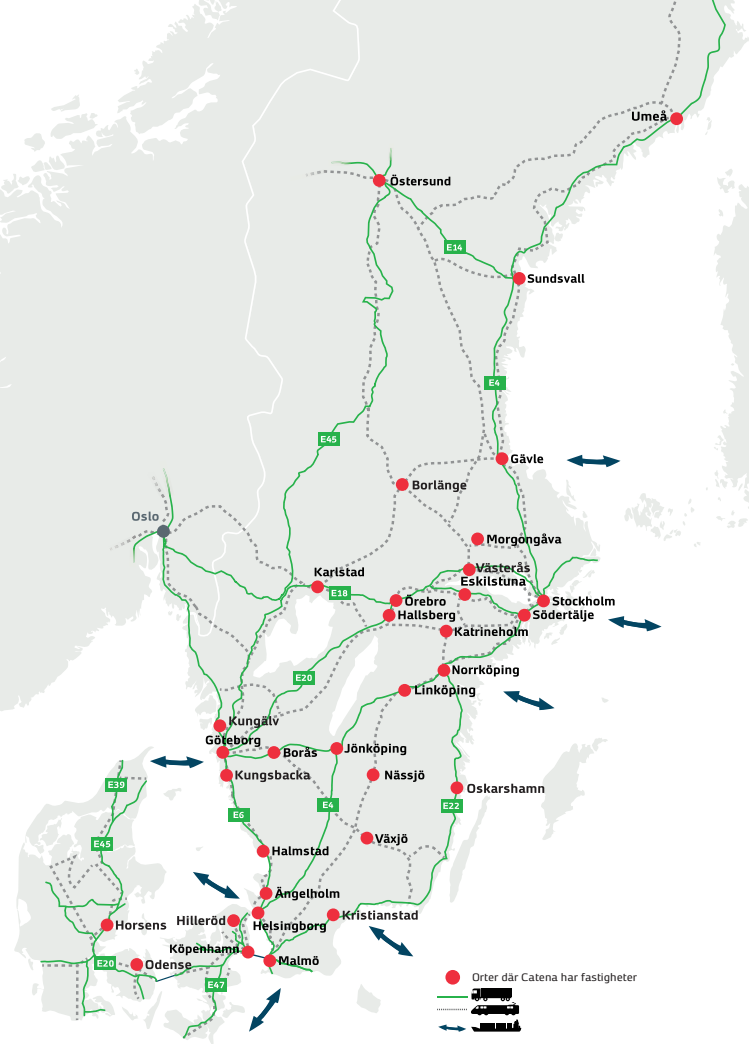 Umeå
Östersund
E14
Sundsvall
E4
E45
Gävle
Borlänge
Oslo
Morgongåva
Västerås
Karlstad
Eskilstuna
E18
Örebro
Stockholm
Hallsberg
Södertälje
Katrineholm
Norrköping
E20
Linköping
Kungälv
Göteborg
Borås
Jönköping
Kungsbacka
Nässjö
E39
Oskarshamn
E4
E22
E6
Växjö
E45
Halmstad
Ängelholm
Hilleröd
Kristianstad
Horsens
Helsingborg
Köpenhamn
E20
Odense
Malmö
Orter där Catena har fastigheter
E47